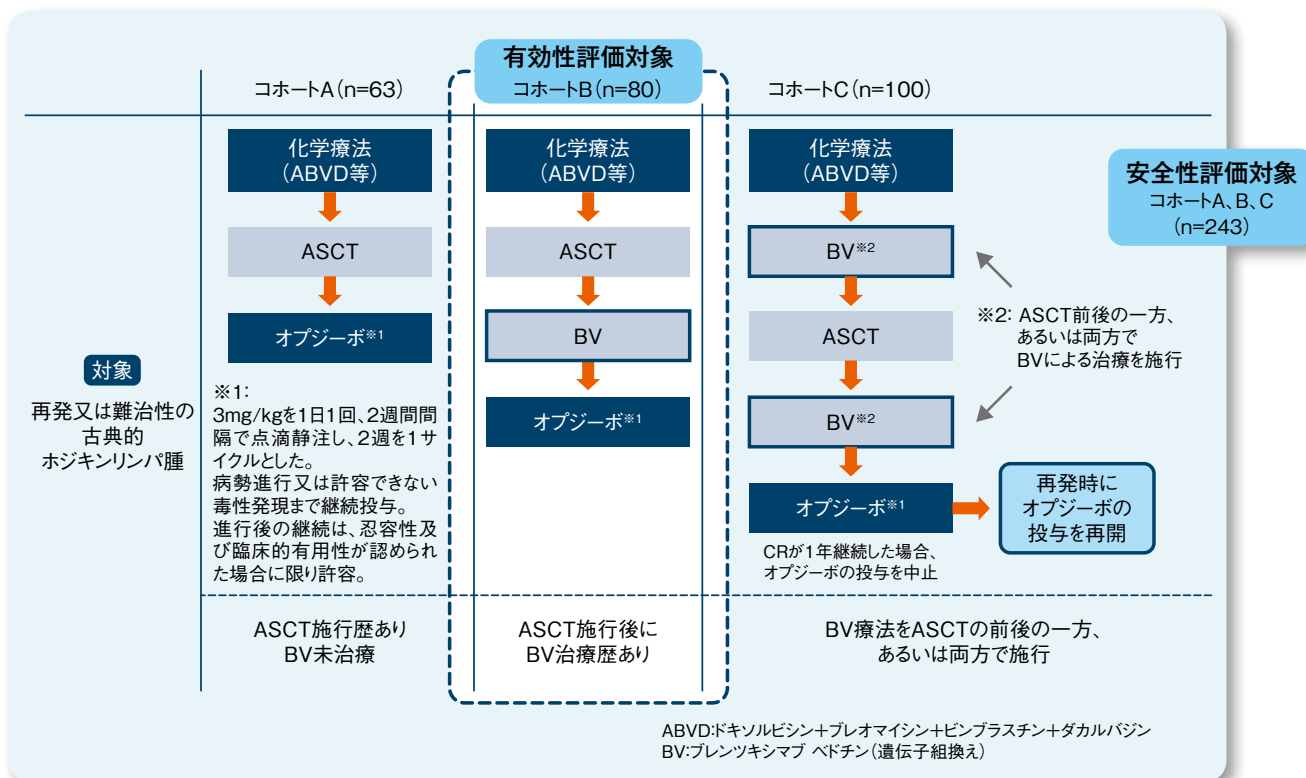 有効性評価対象
コホートA(n=63)
コホートB(n=80)
コホートC(n=100)
安全性評価対象
コホートA、B、C
(n=243)
対象
再発又は難治性の
古典的
ホジキンリンパ腫
化学療法
(ABVD等)
ASCT
オプジーボ※1
※1:
3mg/kgを1日1回、2週間間
隔で点滴静注し、2週を1サ
イクルとした。
病勢進行又は許容できない
毒性発現まで継続投与。
進行後の継続は、忍容性及
び臨床的有用性が認められ
た場合に限り許容。
ASCT施行歴あり
BV未治療
化学療法
(ABVD等)
ASCT
BV
オプジーボ※1
ASCT施行後に
BV治療歴あり
化学療法
(ABVD等)
BV※2
ASCT
BV※2
オプジーボ※1
CRが1年継続した場合、
オプジーボの投与を中止
再発時に
オプジーボの
投与を再開
※2: ASCT前後の一方、
あるいは両方で
BVによる治療を施行
BV療法をASCTの前後の一方、
あるいは両方で施行
ABVD:ドキソルビシン+ブレオマイシン+ビンブラスチン+ダカルバジン
BV:ブレンツキシマブ ベドチン(遺伝子組換え)